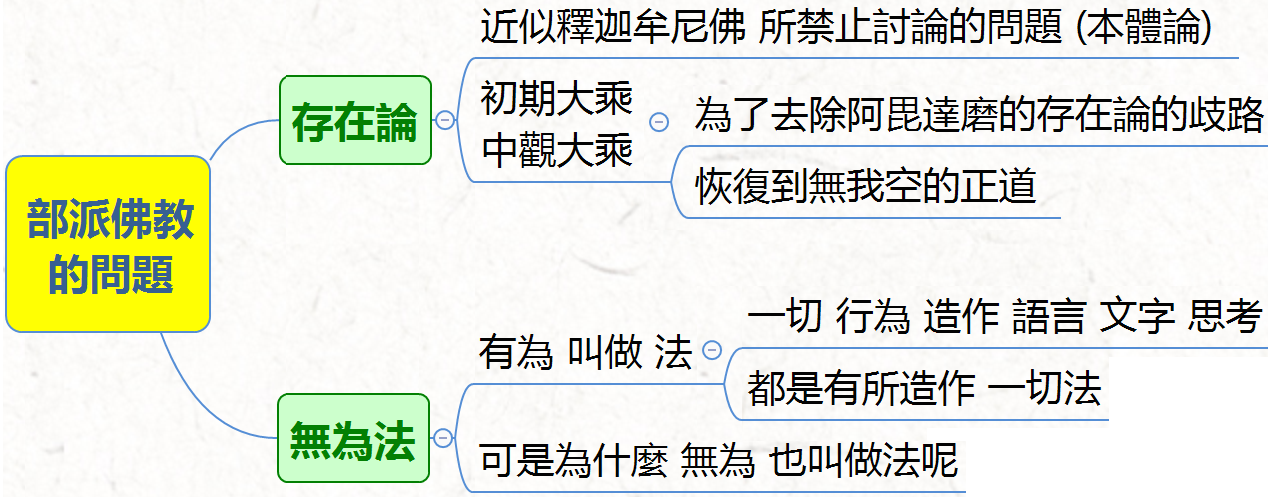 部派佛教
的問題
存在論
近似釋迦牟尼佛 所禁止討論的問題 (本體論)
初期大乘
中觀大乘
為了去除阿毘達磨的存在論的歧路
恢復到無我空的正道
無為法
有為 叫做 法
一切 行為 造作 語言 文字 思考
都是有所造作 一切法
可是為什麼 無為 也叫做法呢